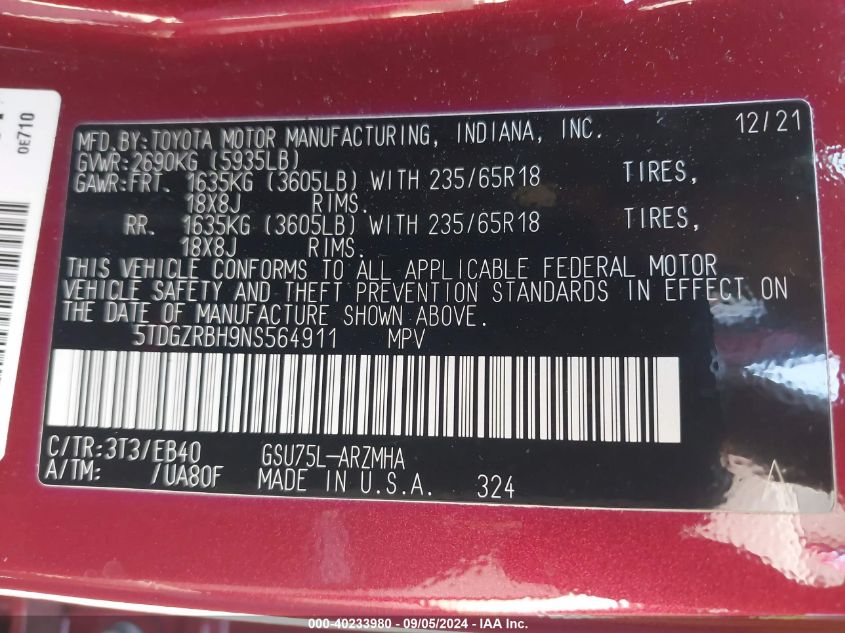 0E710
MFD.BY:TOYOTA MOTOR MANUFACTURING, INDIANA, INC. 12/21
GVWR:2690KG (5935LB)
GAWR:FRT. 1635KG (3605LB) WITH 235/65R18 TIRES,
18X8J RIMS.
RR. 1635KG (3605LB) WITH 235/65R18 TIRES,
18X8J RIMS.
THIS VEHICLE CONFORMS TO ALL APPLICABLE FEDERAL MOTOR
VEHICLE SAFETY AND THEFT PREVENTION STANDARDS IN EFFECT ON
THE DATE OF MANUFACTURE SHOWN ABOVE.
5TDGZRBH9NS564911 MPV
C/TR:3T3/EB40 GSU75L-ARZMHA
A/TM: /UA80F MADE IN U.S.A. 324
A
000-40233980 - 09/05/2024 - IAA Inc.